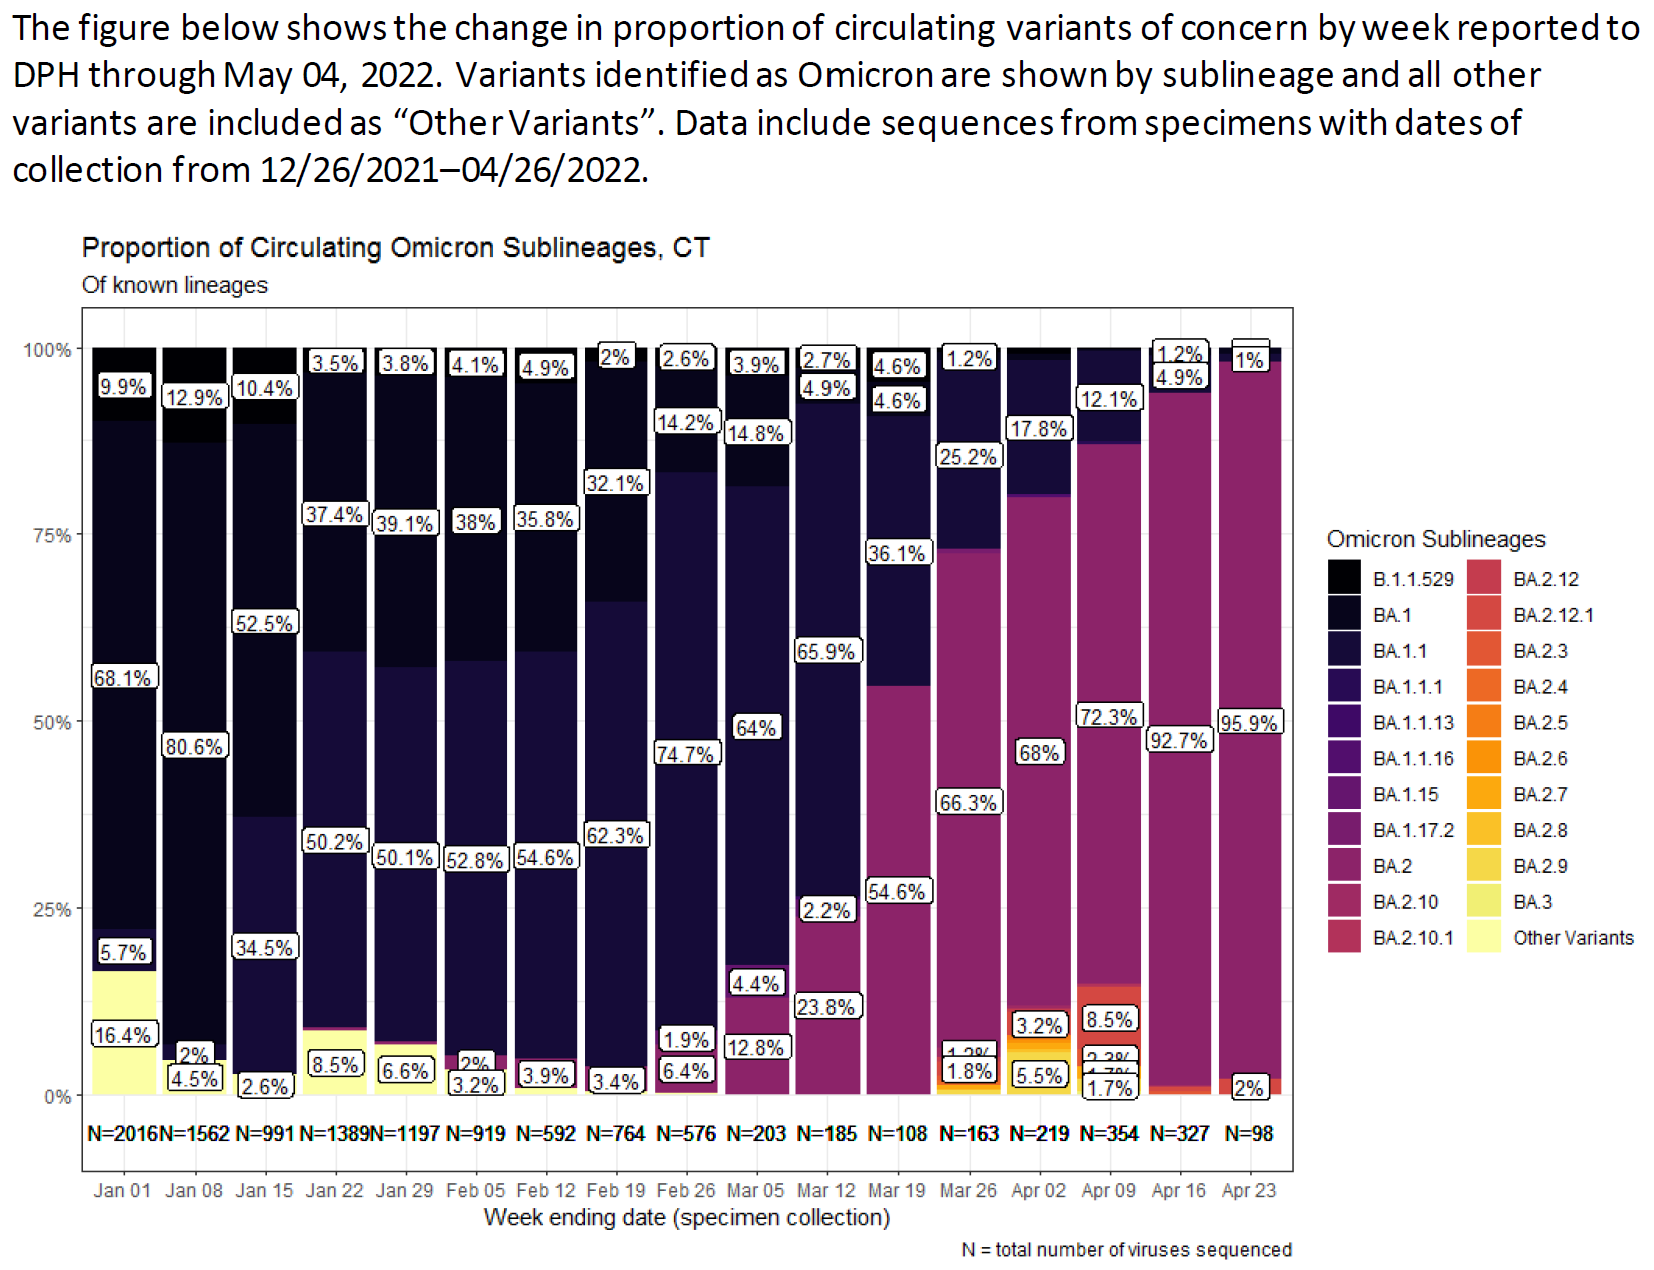 The figure below shows the change in proportion of circulating variants of concern by week reported to
DPH through May 04, 2022. Variants identified as Omicron are shown by sublineage and all other
variants are included as “Other Variants”. Data include sequences from specimens with dates of
collection from 12/26/2021–04/26/2022.
Proportion of Circulating Omicron Sublineages, CT
Of known lineages
100%
75%
50%
25%
0%
9.9%
68.1%
5.7%
16.4%
12.9%
80.6%
2%
4.5%
10.4%
52.5%
34.5%
2.6%
3.5%
37.4%
50.2%
8.5%
3.8%
39.1%
50.1%
6.6%
4.1%
38%
52.8%
2%
3.2%
4.9%
35.8%
54.6%
3.9%
2%
32.1%
62.3%
3.4%
2.6%
14.2%
74.7%
1.9%
6.4%
3.9%
14.8%
64%
4.4%
12.8%
2.7%
4.9%
65.9%
2.2%
23.8%
4.6%
4.6%
36.1%
54.6%
1.2%
25.2%
66.3%
1.8%
17.8%
68%
3.2%
5.5%
12.1%
72.3%
8.5%
2.3%
1.7%
1.2%
4.9%
92.7%
1%
95.9%
2%
N=2016 N=1562 N=991 N=1389 N=1197 N=919 N=592 N=764 N=576 N=203 N=185 N=108 N=163 N=219 N=354 N=327 N=98
Jan 01 Jan 08 Jan 15 Jan 22 Jan 29 Feb 05 Feb 12 Feb 19 Feb 26 Mar 05 Mar 12 Mar 19 Mar 26 Apr 02 Apr 09 Apr 16 Apr 23
Week ending date (specimen collection)
N = total number of viruses sequenced
Omicron Sublineages
B.1.1.529
BA.1
BA.1.1
BA.1.1.1
BA.1.1.13
BA.1.1.16
BA.1.15
BA.1.17.2
BA.2
BA.2.10
BA.2.10.1
BA.2.12
BA.2.12.1
BA.2.3
BA.2.4
BA.2.5
BA.2.6
BA.2.7
BA.2.8
BA.2.9
BA.3
Other Variants